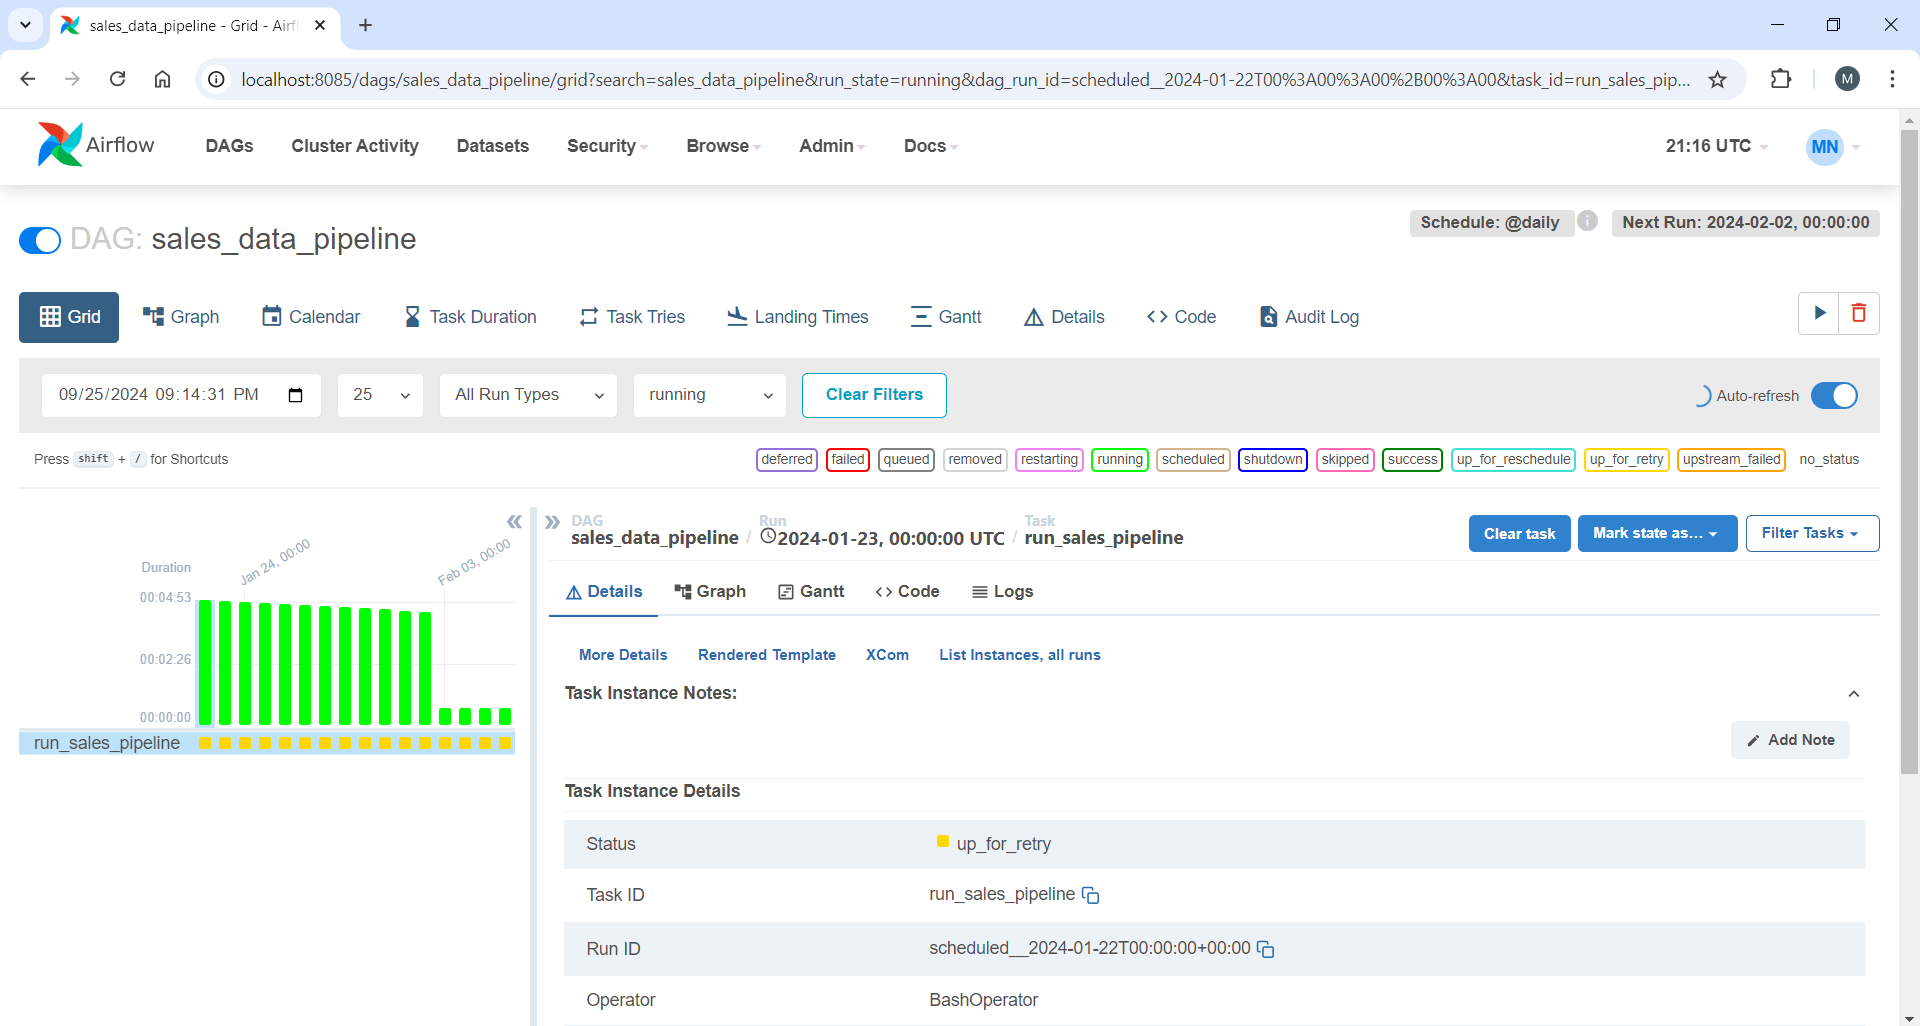 sales_data_pipeline - Grid - Airf
localhost:8085/dags/sales_data_pipeline/grid?search=sales_data_pipeline&run_state=running&dag_run_id=scheduled__2024-01-22T00%3A00%3A00%2B00%3A00&task_id=run_sales_pip...
M
Airflow DAGs Cluster Activity Datasets Security Browse Admin Docs 21:16 UTC MN
DAG: sales_data_pipeline Schedule: @daily i Next Run: 2024-02-02, 00:00:00
Grid Graph Calendar Task Duration Task Tries Landing Times Gantt Details Code Audit Log
09/25/2024 09:14:31 PM 25 All Run Types running Clear Filters Auto-refresh
Press shift + / for Shortcuts deferred failed queued removed restarting running scheduled shutdown skipped success up_for_reschedule up_for_retry upstream_failed no_status
Jan 24, 00:00 Feb 03, 00:00
Duration
00:04:53
00:02:26
00:00:00
run_sales_pipeline
DAG Run Task
sales_data_pipeline / 2024-01-23, 00:00:00 UTC / run_sales_pipeline
Clear task Mark state as... Filter Tasks
Details Graph Gantt Code Logs
More Details Rendered Template XCom List Instances, all runs
Task Instance Notes:
Add Note
Task Instance Details
Status up_for_retry
Task ID run_sales_pipeline
Run ID scheduled__2024-01-22T00:00:00+00:00
Operator BashOperator